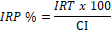 IRP % = IRT x 100
CI